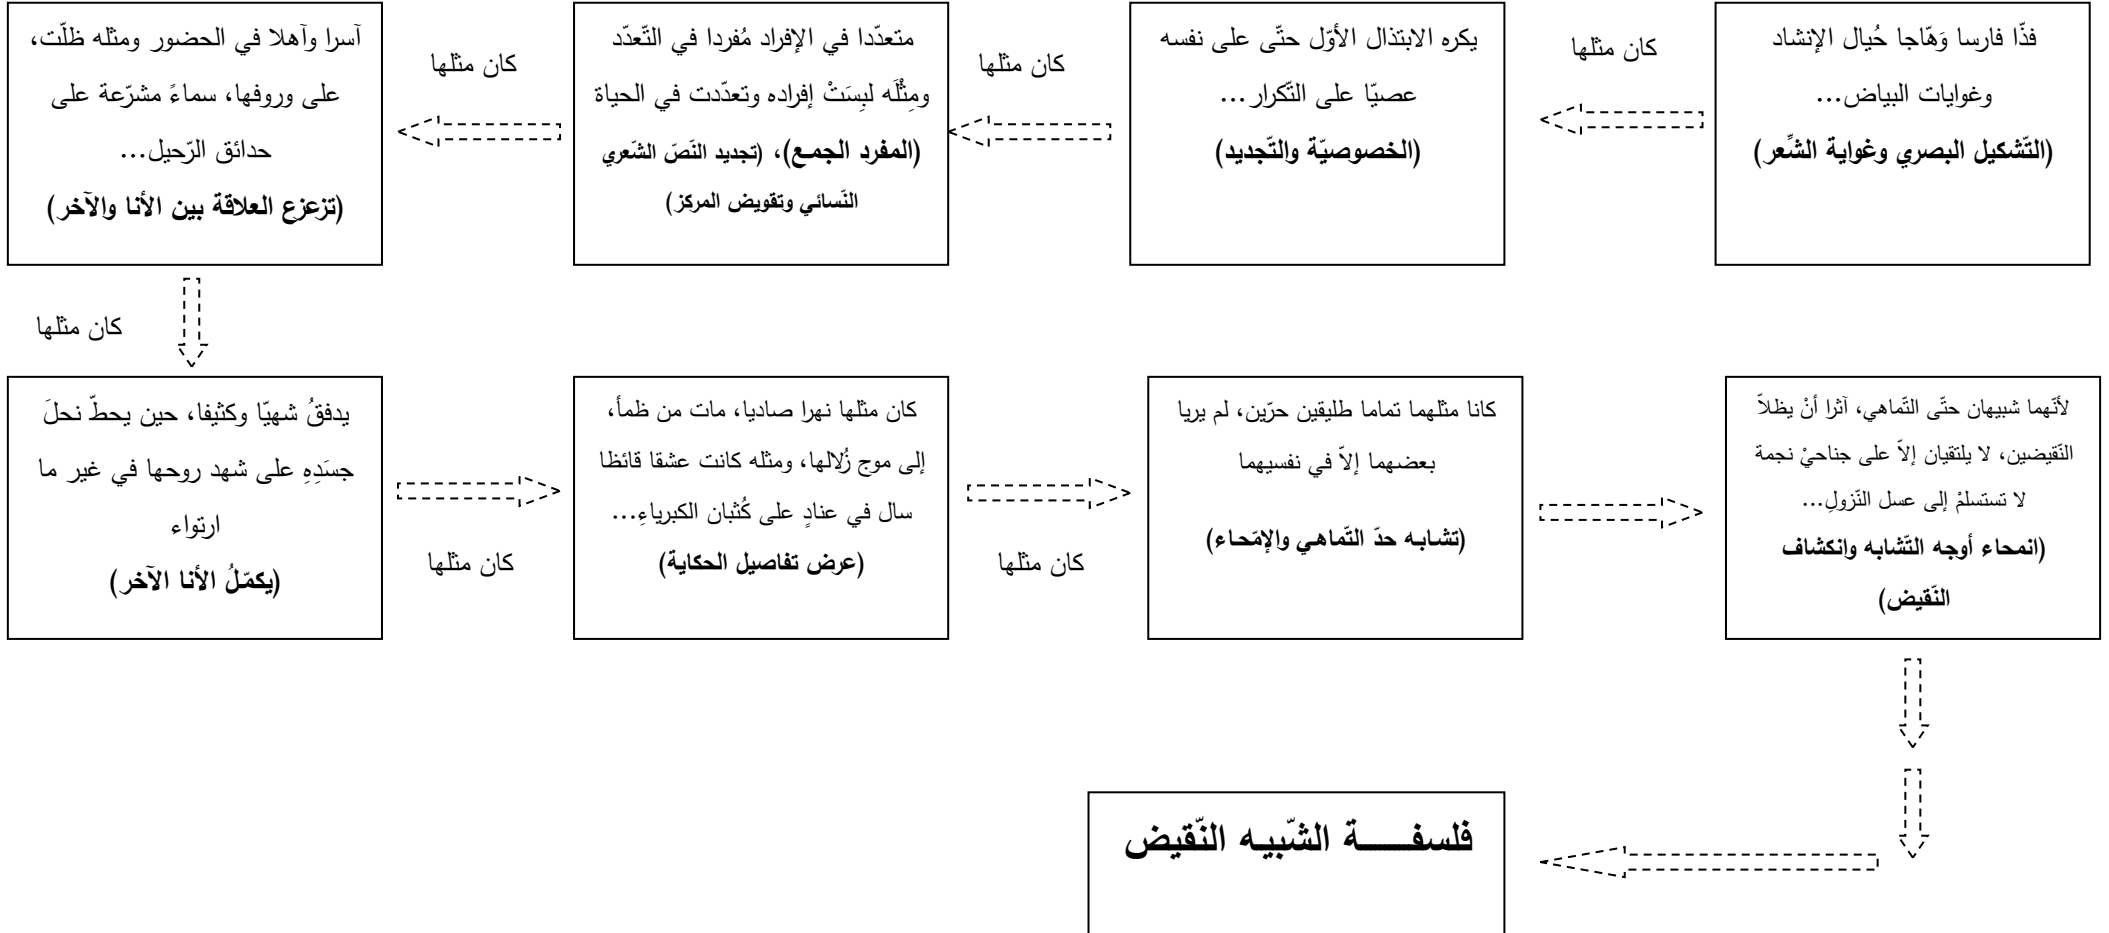 فذّا فارسا وَهّاجا حُيال الإنشاد
وغوايات البياض...
(التّشكيل البصري وغواية الشِّعر)
كان مثلها
يكره الابتذال الأوّل حتّى على نفسه
عصيّا على التّكرار...
(الخصوصيّة والتّجديد)
كان مثلها
متعدّدا في الإفراد مُفردا في التّعدّد
ومِثْلَه لبِسَتْ إفراده وتعدّدت في الحياة
(المفرد الجمع)، (تجديد النّصّ الشّعري
النّسائي وتقويض المركز)
كان مثلها
آسرا وآهلا في الحضور ومثله ظلّت،
على وروفها، سماءً مشرّعة على
حدائق الرّحيل...
(تزعزع العلاقة بين الأنا والآخر)
كان مثلها
يدفقُ شهيّا وكثيفا، حين يحطّ نحلَ
جسَدِهِ على شهد روحها في غير ما
ارتواء
(يكمّلُ الأنا الآخر)
كان مثلها
كان مثلها نهرا صاديا، مات من ظمأ،
إلى موج زُلالها، ومثله كانت عشقا قائظا
سال في عنادٍ على كُثبان الكبرياءِ...
(عرض تفاصيل الحكاية)
كان مثلها
كانا مثلهما تماما طليقين حرّين، لم يريا
بعضهما إلاّ في نفسيهما
(تشابه حدّ التّماهي والإمّحاء)
لأنّهما شبيهان حتّى التّماهي، آثرا أنْ يظلاّ
النّقيضين، لا يلتقيان إلاّ على جناحيْ نجمة
لا تستسلمْ إلى عسل النّزولِ...
(انمحاء أوجه التّشابه وانكشاف
النّقيض)
فلسفــــــة الشّبيه النّقيض